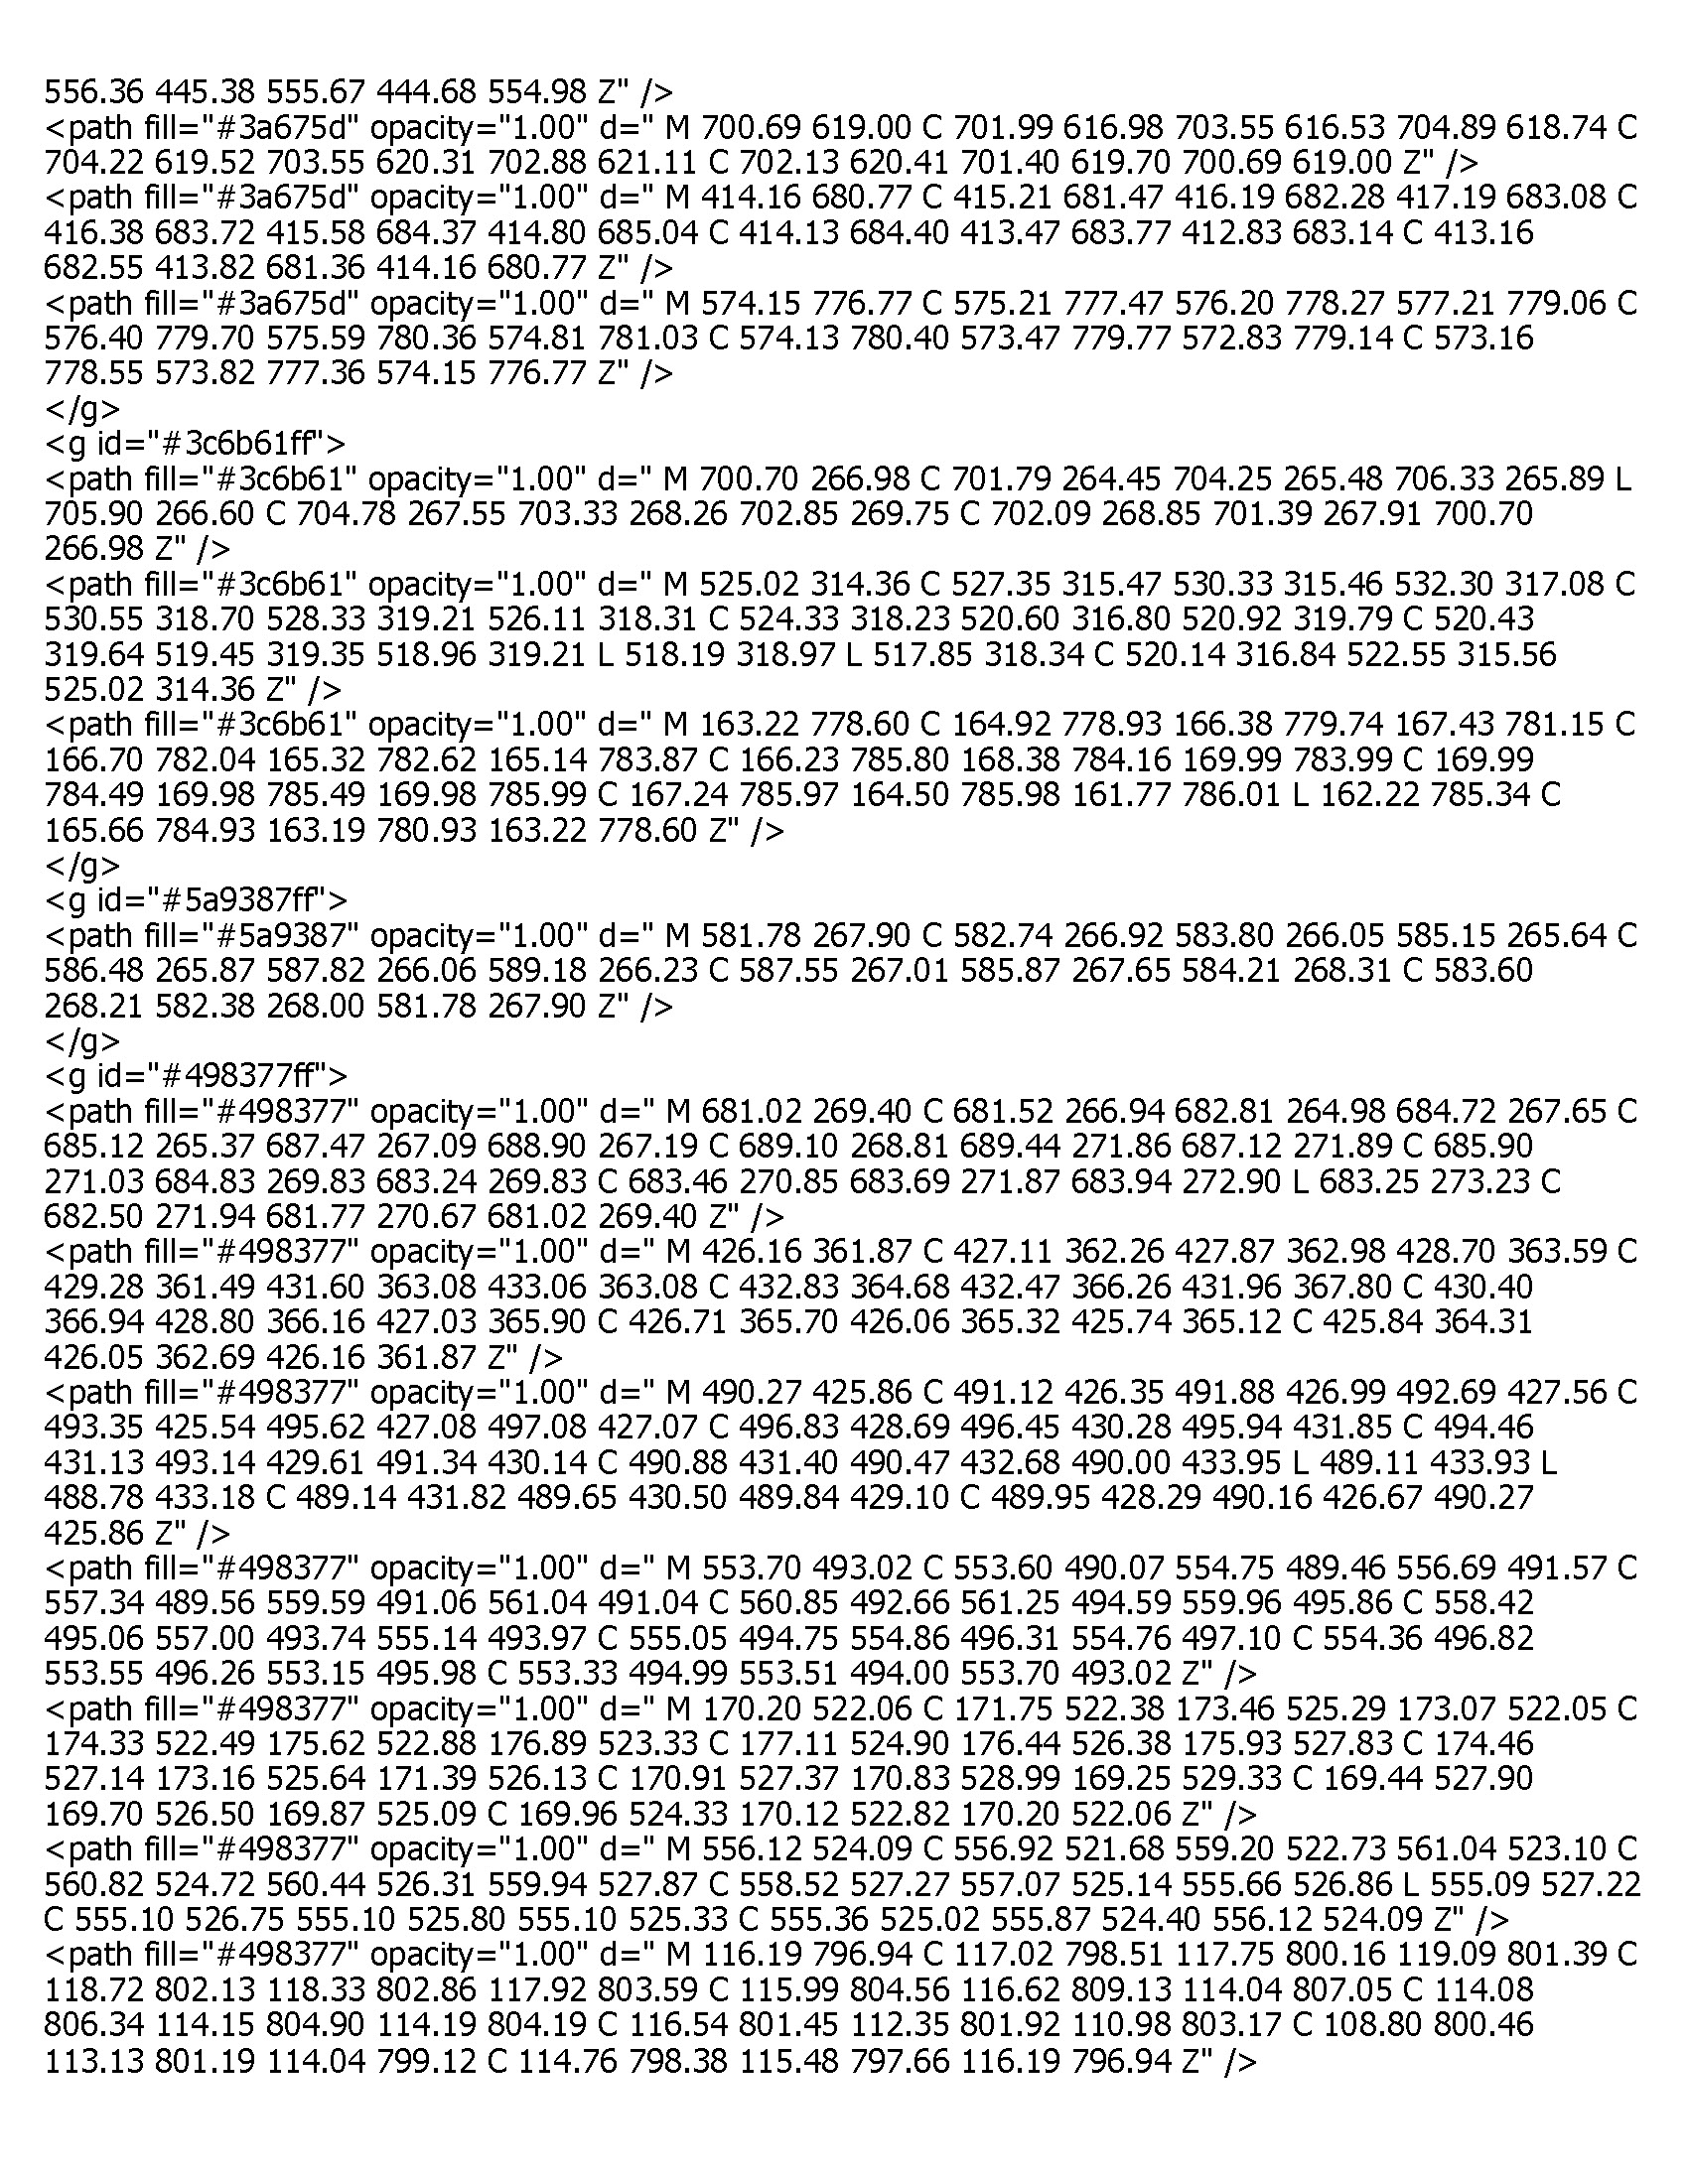 556.36 445.38 555.67 444.68 554.98 Z" />
<path fill="#3a675d" opacity="1.00" d=" M 700.69 619.00 C 701.99 616.98 703.55 616.53 704.89 618.74 C
704.22 619.52 703.55 620.31 702.88 621.11 C 702.13 620.41 701.40 619.70 700.69 619.00 Z" />
<path fill="#3a675d" opacity="1.00" d=" M 414.16 680.77 C 415.21 681.47 416.19 682.28 417.19 683.08 C
416.38 683.72 415.58 684.37 414.80 685.04 C 414.13 684.40 413.47 683.77 412.83 683.14 C 413.16
682.55 413.82 681.36 414.16 680.77 Z" />
<path fill="#3a675d" opacity="1.00" d=" M 574.15 776.77 C 575.21 777.47 576.20 778.27 577.21 779.06 C
576.40 779.70 575.59 780.36 574.81 781.03 C 574.13 780.40 573.47 779.77 572.83 779.14 C 573.16
778.55 573.82 777.36 574.15 776.77 Z" />
</g>
<g id="#3c6b61ff">
<path fill="#3c6b61" opacity="1.00" d=" M 700.70 266.98 C 701.79 264.45 704.25 265.48 706.33 265.89 L
705.90 266.60 C 704.78 267.55 703.33 268.26 702.85 269.75 C 702.09 268.85 701.39 267.91 700.70
266.98 Z" />
<path fill="#3c6b61" opacity="1.00" d=" M 525.02 314.36 C 527.35 315.47 530.33 315.46 532.30 317.08 C
530.55 318.70 528.33 319.21 526.11 318.31 C 524.33 318.23 520.60 316.80 520.92 319.79 C 520.43
319.64 519.45 319.35 518.96 319.21 L 518.19 318.97 L 517.85 318.34 C 520.14 316.84 522.55 315.56
525.02 314.36 Z" />
<path fill="#3c6b61" opacity="1.00" d=" M 163.22 778.60 C 164.92 778.93 166.38 779.74 167.43 781.15 C
166.70 782.04 165.32 782.62 165.14 783.87 C 166.23 785.80 168.38 784.16 169.99 783.99 C 169.99
784.49 169.98 785.49 169.98 785.99 C 167.24 785.97 164.50 785.98 161.77 786.01 L 162.22 785.34 C
165.66 784.93 163.19 780.93 163.22 778.60 Z" />
</g>
<g id="#5a9387ff">
<path fill="#5a9387" opacity="1.00" d=" M 581.78 267.90 C 582.74 266.92 583.80 266.05 585.15 265.64 C
586.48 265.87 587.82 266.06 589.18 266.23 C 587.55 267.01 585.87 267.65 584.21 268.31 C 583.60
268.21 582.38 268.00 581.78 267.90 Z" />
</g>
<g id="#498377ff">
<path fill="#498377" opacity="1.00" d=" M 681.02 269.40 C 681.52 266.94 682.81 264.98 684.72 267.65 C
685.12 265.37 687.47 267.09 688.90 267.19 C 689.10 268.81 689.44 271.86 687.12 271.89 C 685.90
271.03 684.83 269.83 683.24 269.83 C 683.46 270.85 683.69 271.87 683.94 272.90 L 683.25 273.23 C
682.50 271.94 681.77 270.67 681.02 269.40 Z" />
<path fill="#498377" opacity="1.00" d=" M 426.16 361.87 C 427.11 362.26 427.87 362.98 428.70 363.59 C
429.28 361.49 431.60 363.08 433.06 363.08 C 432.83 364.68 432.47 366.26 431.96 367.80 C 430.40
366.94 428.80 366.16 427.03 365.90 C 426.71 365.70 426.06 365.32 425.74 365.12 C 425.84 364.31
426.05 362.69 426.16 361.87 Z" />
<path fill="#498377" opacity="1.00" d=" M 490.27 425.86 C 491.12 426.35 491.88 426.99 492.69 427.56 C
493.35 425.54 495.62 427.08 497.08 427.07 C 496.83 428.69 496.45 430.28 495.94 431.85 C 494.46
431.13 493.14 429.61 491.34 430.14 C 490.88 431.40 490.47 432.68 490.00 433.95 L 489.11 433.93 L
488.78 433.18 C 489.14 431.82 489.65 430.50 489.84 429.10 C 489.95 428.29 490.16 426.67 490.27
425.86 Z" />
<path fill="#498377" opacity="1.00" d=" M 553.70 493.02 C 553.60 490.07 554.75 489.46 556.69 491.57 C
557.34 489.56 559.59 491.06 561.04 491.04 C 560.85 492.66 561.25 494.59 559.96 495.86 C 558.42
495.06 557.00 493.74 555.14 493.97 C 555.05 494.75 554.86 496.31 554.76 497.10 C 554.36 496.82
553.55 496.26 553.15 495.98 C 553.33 494.99 553.51 494.00 553.70 493.02 Z" />
<path fill="#498377" opacity="1.00" d=" M 170.20 522.06 C 171.75 522.38 173.46 525.29 173.07 522.05 C
174.33 522.49 175.62 522.88 176.89 523.33 C 177.11 524.90 176.44 526.38 175.93 527.83 C 174.46
527.14 173.16 525.64 171.39 526.13 C 170.91 527.37 170.83 528.99 169.25 529.33 C 169.44 527.90
169.70 526.50 169.87 525.09 C 169.96 524.33 170.12 522.82 170.20 522.06 Z" />
<path fill="#498377" opacity="1.00" d=" M 556.12 524.09 C 556.92 521.68 559.20 522.73 561.04 523.10 C
560.82 524.72 560.44 526.31 559.94 527.87 C 558.52 527.27 557.07 525.14 555.66 526.86 L 555.09 527.22
C 555.10 526.75 555.10 525.80 555.10 525.33 C 555.36 525.02 555.87 524.40 556.12 524.09 Z" />
<path fill="#498377" opacity="1.00" d=" M 116.19 796.94 C 117.02 798.51 117.75 800.16 119.09 801.39 C
118.72 802.13 118.33 802.86 117.92 803.59 C 115.99 804.56 116.62 809.13 114.04 807.05 C 114.08
806.34 114.15 804.90 114.19 804.19 C 116.54 801.45 112.35 801.92 110.98 803.17 C 108.80 800.46
113.13 801.19 114.04 799.12 C 114.76 798.38 115.48 797.66 116.19 796.94 Z" />